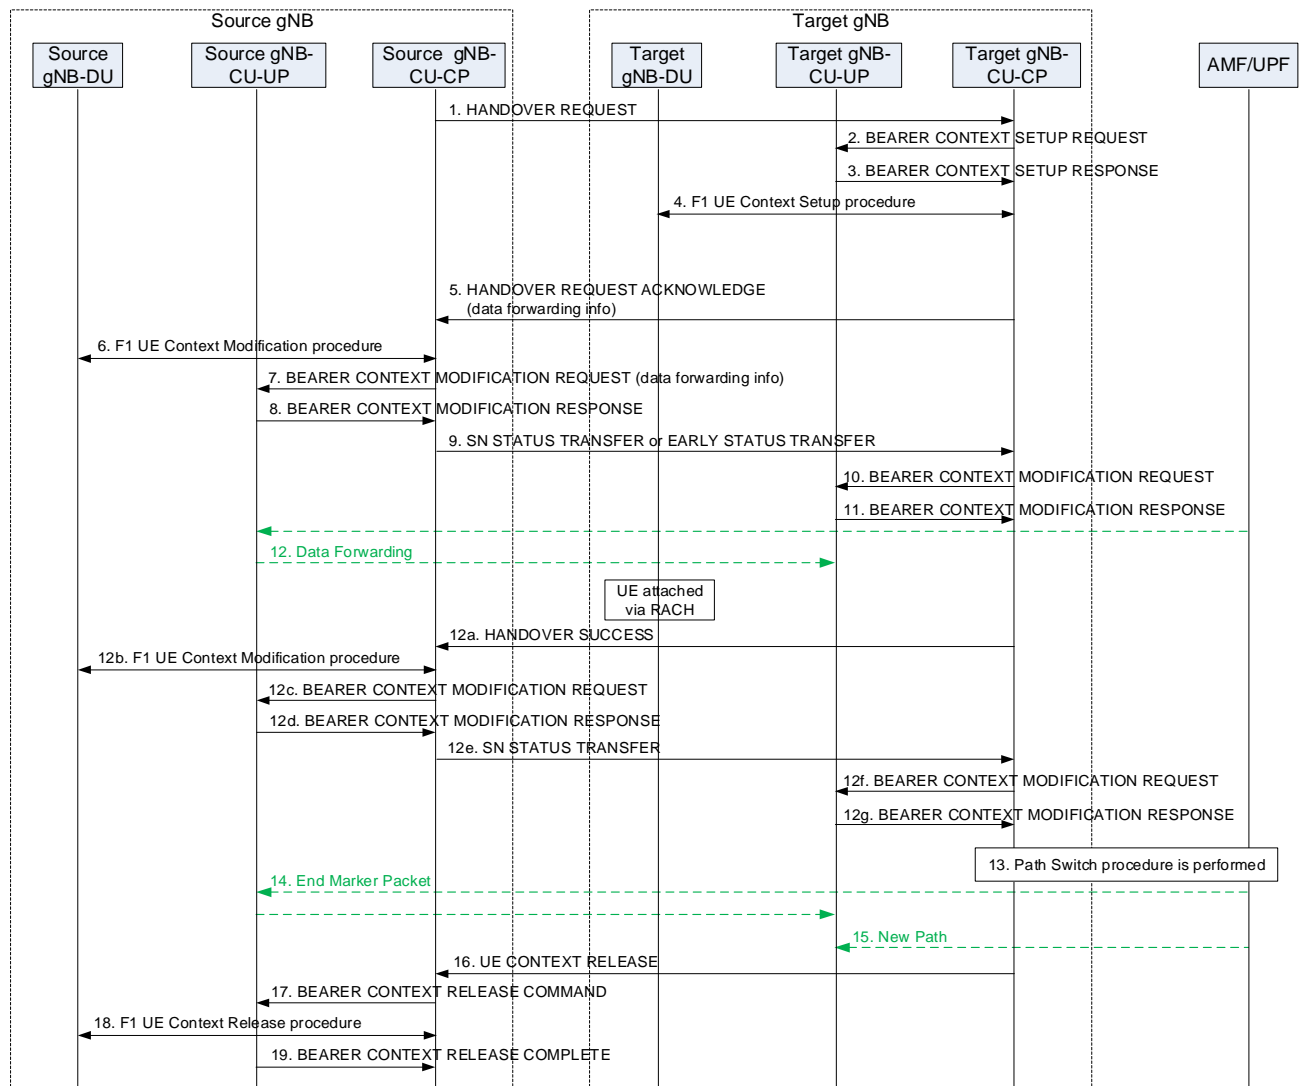 Source gNB
Target gNB
Source
gNB-DU
Source gNB-
CU-UP
Source gNB-
CU-CP
Target
gNB-DU
Target gNB-
CU-UP
Target gNB-
CU-CP
AMF/UPF
1. HANDOVER REQUEST
2. BEARER CONTEXT SETUP REQUEST
3. BEARER CONTEXT SETUP RESPONSE
4. F1 UE Context Setup procedure
5. HANDOVER REQUEST ACKNOWLEDGE
(data forwarding info)
6. F1 UE Context Modification procedure
7. BEARER CONTEXT MODIFICATION REQUEST (data forwarding info)
8. BEARER CONTEXT MODIFICATION RESPONSE
9. SN STATUS TRANSFER or EARLY STATUS TRANSFER
10. BEARER CONTEXT MODIFICATION REQUEST
11. BEARER CONTEXT MODIFICATION RESPONSE
12. Data Forwarding
UE attached
via RACH
12a. HANDOVER SUCCESS
12b. F1 UE Context Modification procedure
12c. BEARER CONTEXT MODIFICATION REQUEST
12d. BEARER CONTEXT MODIFICATION RESPONSE
12e. SN STATUS TRANSFER
12f. BEARER CONTEXT MODIFICATION REQUEST
12g. BEARER CONTEXT MODIFICATION RESPONSE
13. Path Switch procedure is performed
14. End Marker Packet
15. New Path
16. UE CONTEXT RELEASE
17. BEARER CONTEXT RELEASE COMMAND
18. F1 UE Context Release procedure
19. BEARER CONTEXT RELEASE COMPLETE